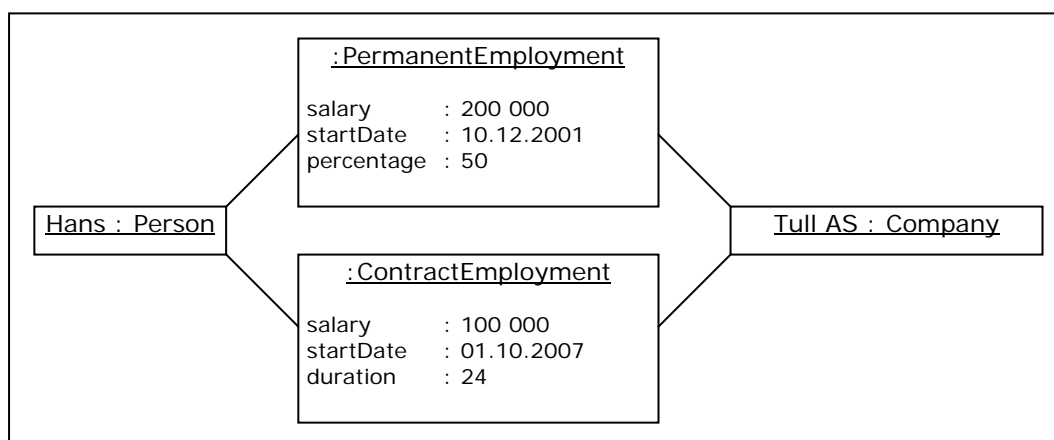 :PermanentEmployment
salary : 200 000
startDate : 10.12.2001
percentage : 50
Hans : Person
Tull AS : Company
:ContractEmployment
salary : 100 000
startDate : 01.10.2007
duration : 24